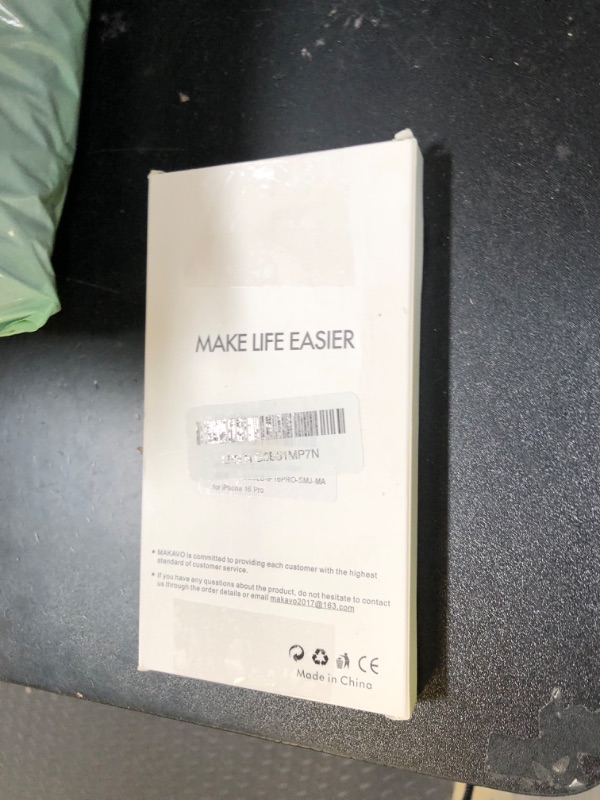 MAKE LIFE EASIER
for iPhone 16 Pro
• MAKAVO is committed to providing each customer with the highest
standard of customer service.
• If you have any questions about the product, do not hesitate to contact
us through the order details or email makavo2017@163.com
CE
Made in China